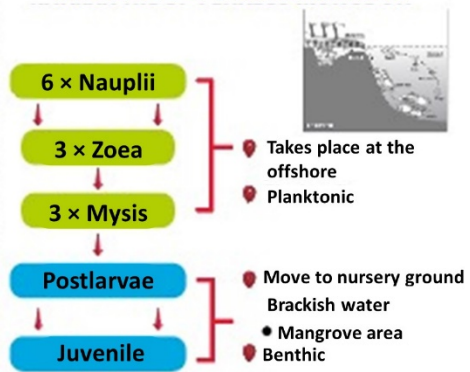 6 × Nauplii
3 × Zoea
3 × Mysis
Takes place at the
offshore
Planktonic
Postlarvae
Juvenile
Move to nursery ground
Brackish water
Mangrove area
Benthic